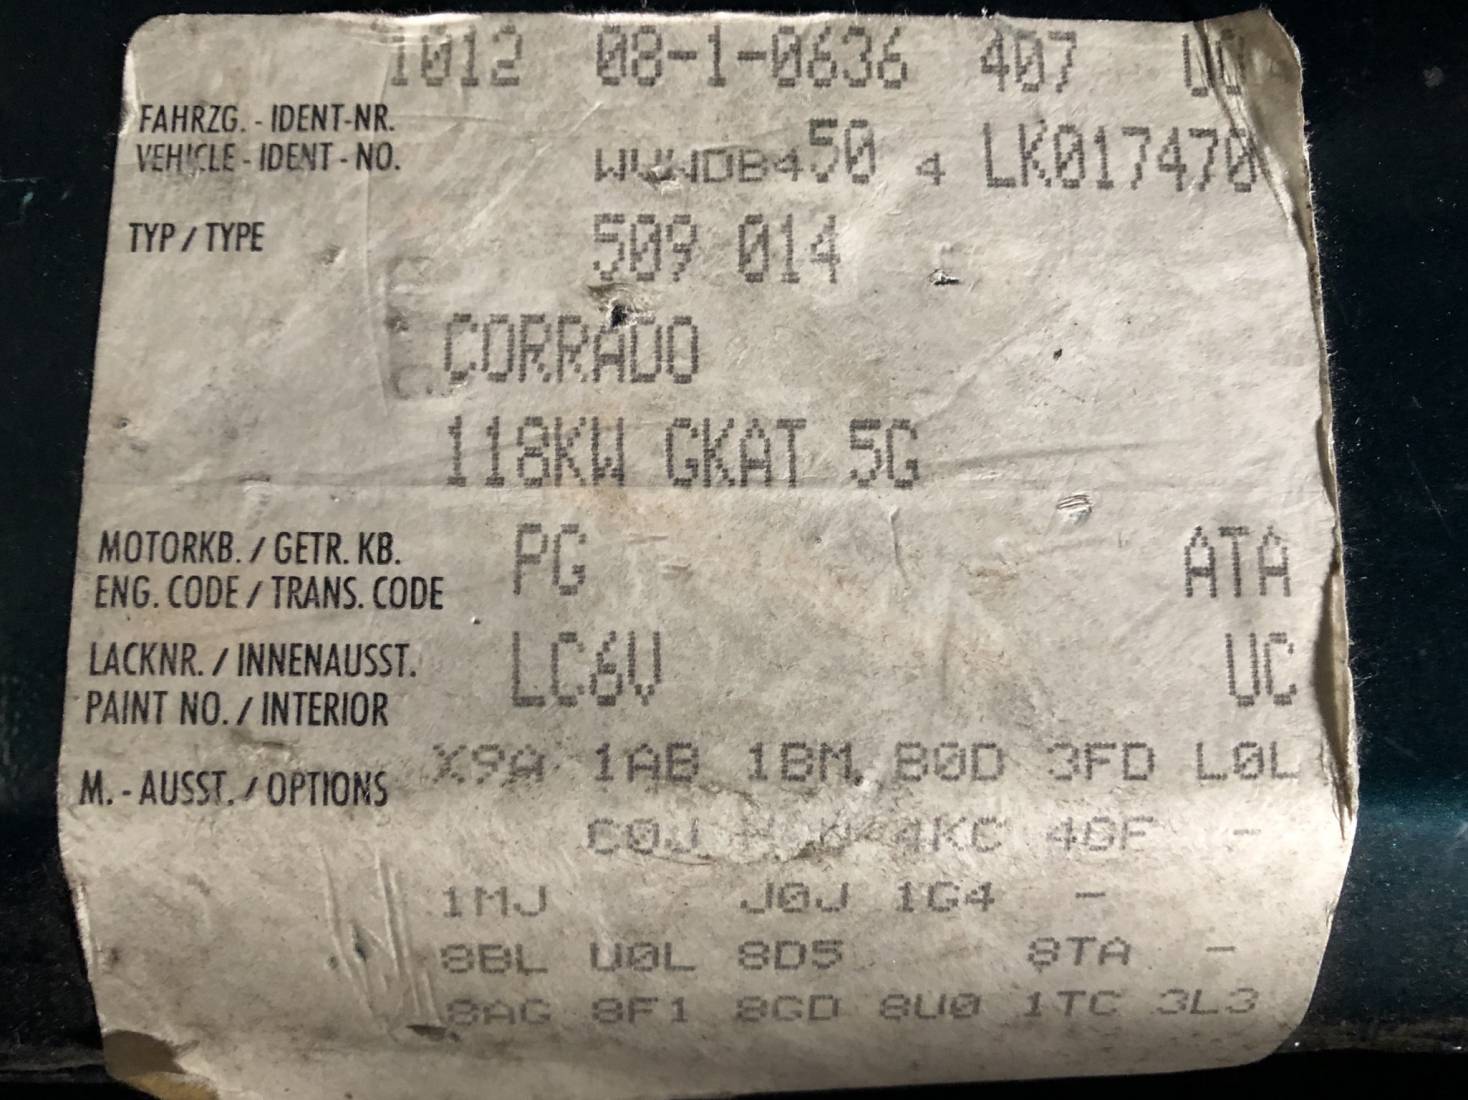 1012 08-1-0636 407 UC
FAHRZG. - IDENT-NR.
VEHICLE - IDENT - NO. WVWDB450 4 LK017470
TYP / TYPE 509 014
CORRADO
118KW GKAT 5G
MOTORKB. / GETR. KB. PG ATA
ENG. CODE / TRANS. CODE
LACKNR. / INNENAUSST. LC6V UC
PAINT NO. / INTERIOR
X9A 1AB 1BM B0D 3FD L0L
M. - AUSST. / OPTIONS
C0J 4KC 40F -
1MJ J0J 1G4 -
8BL U0L 8D5 8TA -
8AG 8F1 8GD 8U0 1TC 3L3